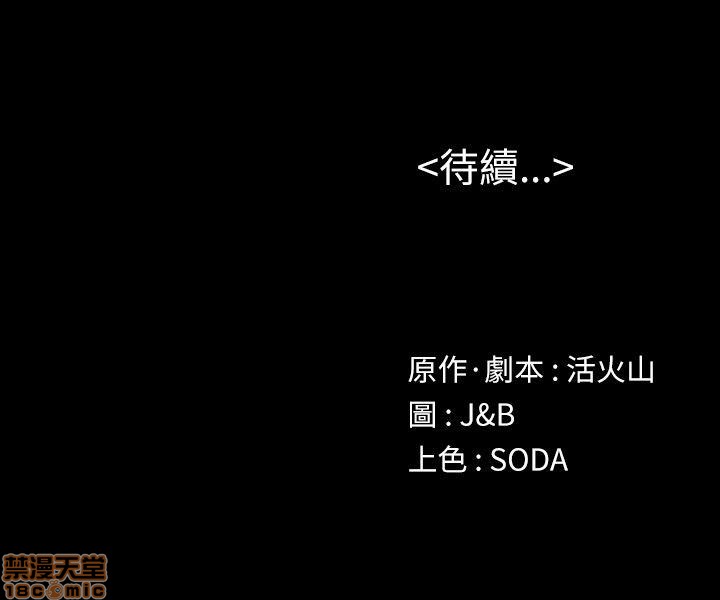 <待續...>
原作·劇本 : 活火山
圖 : J&B
上色 : SODA
禁漫天堂
18comic